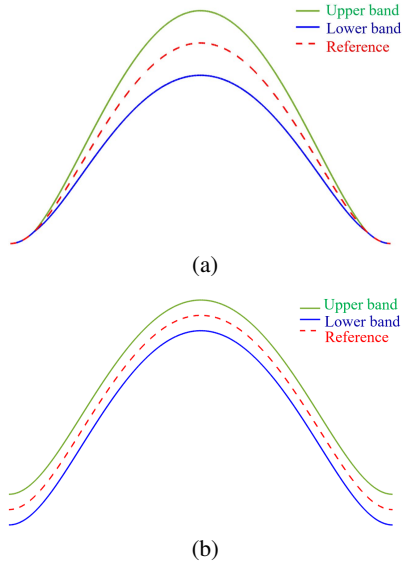 Upper band
Lower band
Reference
(a)
Upper band
Lower band
Reference
(b)